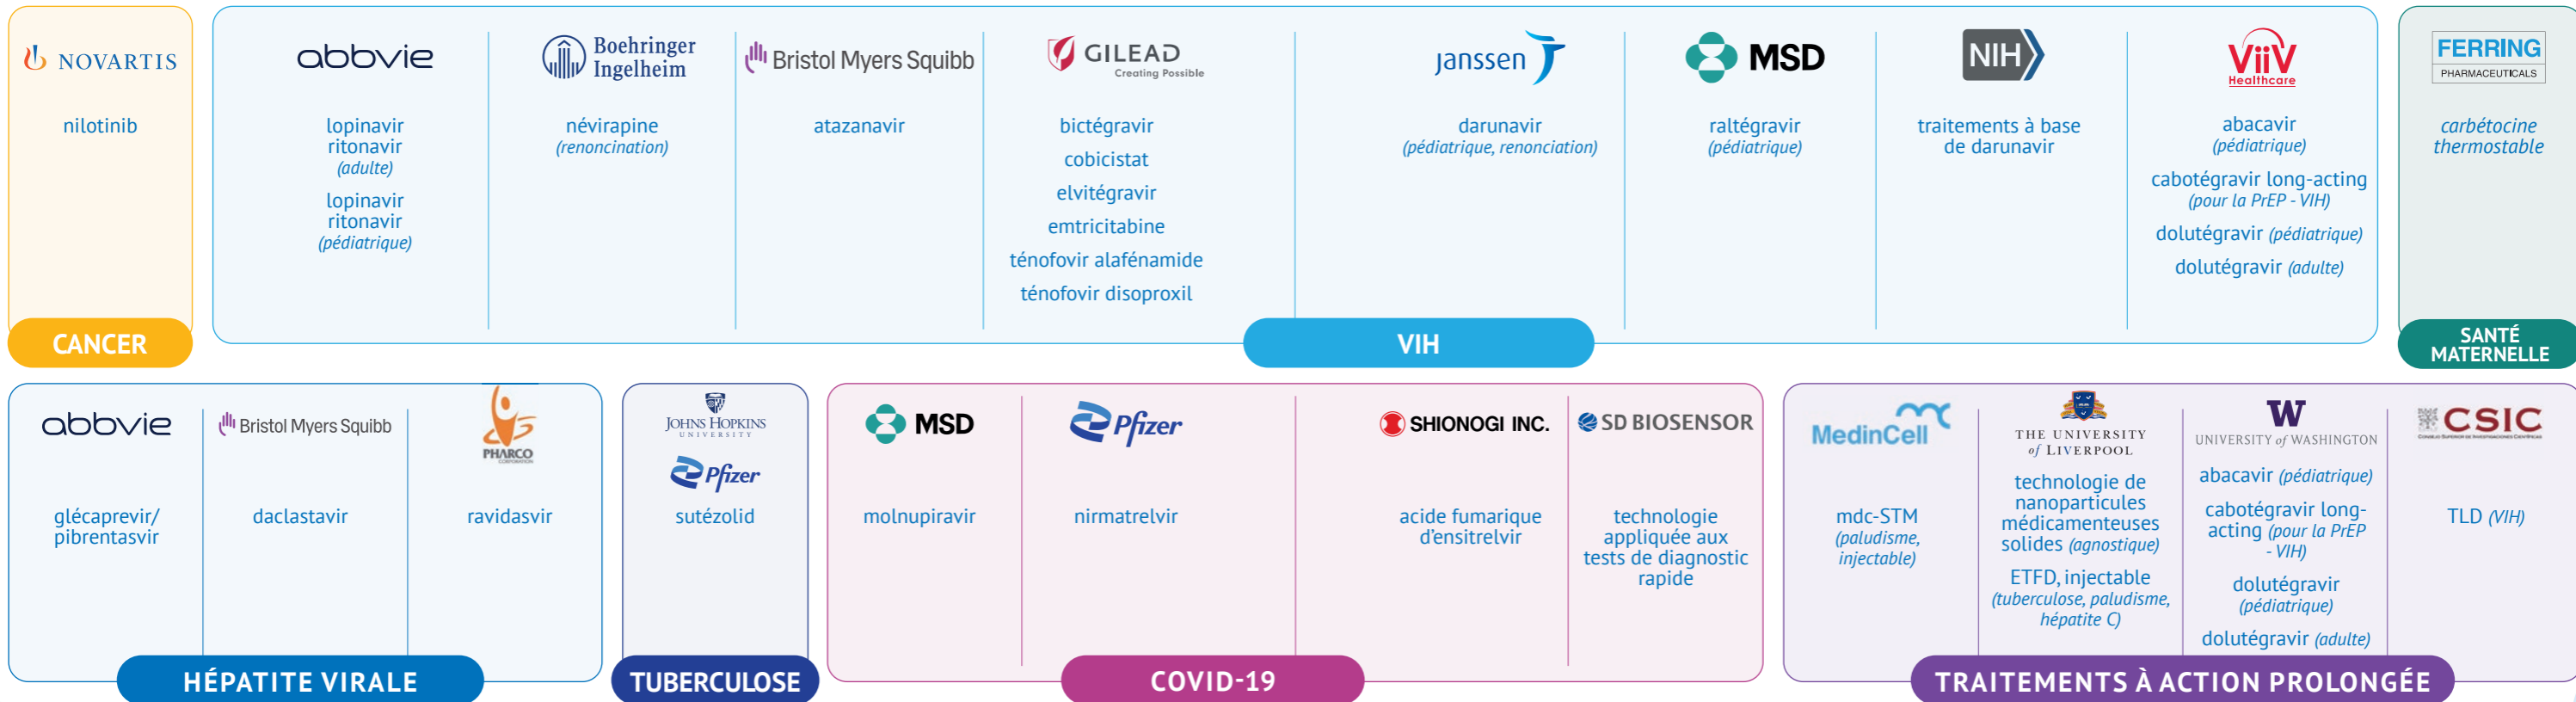 NOVARTIS
nilotinib
CANCER
abbvie
lopinavir
ritonavir
(adulte)
lopinavir
ritonavir
(pédiatrique)
Boehringer
Ingelheim
névirapine
(renoncination)
Bristol Myers Squibb
atazanavir
GILEAD
Creating Possible
bictégravir
cobicistat
elvitégravir
emtricitabine
ténofovir alafénamide
ténofovir disoproxil
janssen
darunavir
(pédiatrique, renonciation)
MSD
raltégravir
(pédiatrique)
NIH
traitements à base
de darunavir
ViiV
Healthcare
abacavir
(pédiatrique)
cabotégravir long-acting
(pour la PrEP - VIH)
dolutégravir (pédiatrique)
dolutégravir (adulte)
VIH
FERRING
PHARMACEUTICALS
carbétocine
thermostable
SANTÉ
MATERNELLE
abbvie
glécaprevir/
pibrentasvir
Bristol Myers Squibb
daclastavir
PHARCO
CORPORATION
ravidasvir
HÉPATITE VIRALE
JOHNS HOPKINS
UNIVERSITY
Pfizer
sutézolid
TUBERCULOSE
MSD
molnupiravir
Pfizer
nirmatrelvir
SHIONOGI INC.
acide fumarique
d'ensitrelvir
SD BIOSENSOR
technologie
appliquée aux
tests de diagnostic
rapide
COVID-19
MedinCell
mdc-STM
(paludisme,
injectable)
THE UNIVERSITY
of LIVERPOOL
technologie de
nanoparticules
médicamenteuses
solides (agnostique)
ETFD, injectable
(tuberculose, paludisme,
hépatite C)
W
UNIVERSITY of WASHINGTON
abacavir (pédiatrique)
cabotégravir long-
acting (pour la PrEP
- VIH)
dolutégravir
(pédiatrique)
dolutégravir (adulte)
CSIC
CONSEJO SUPERIOR DE INVESTIGACIONES CIENTÍFICAS
TLD (VIH)
TRAITEMENTS À ACTION PROLONGÉE